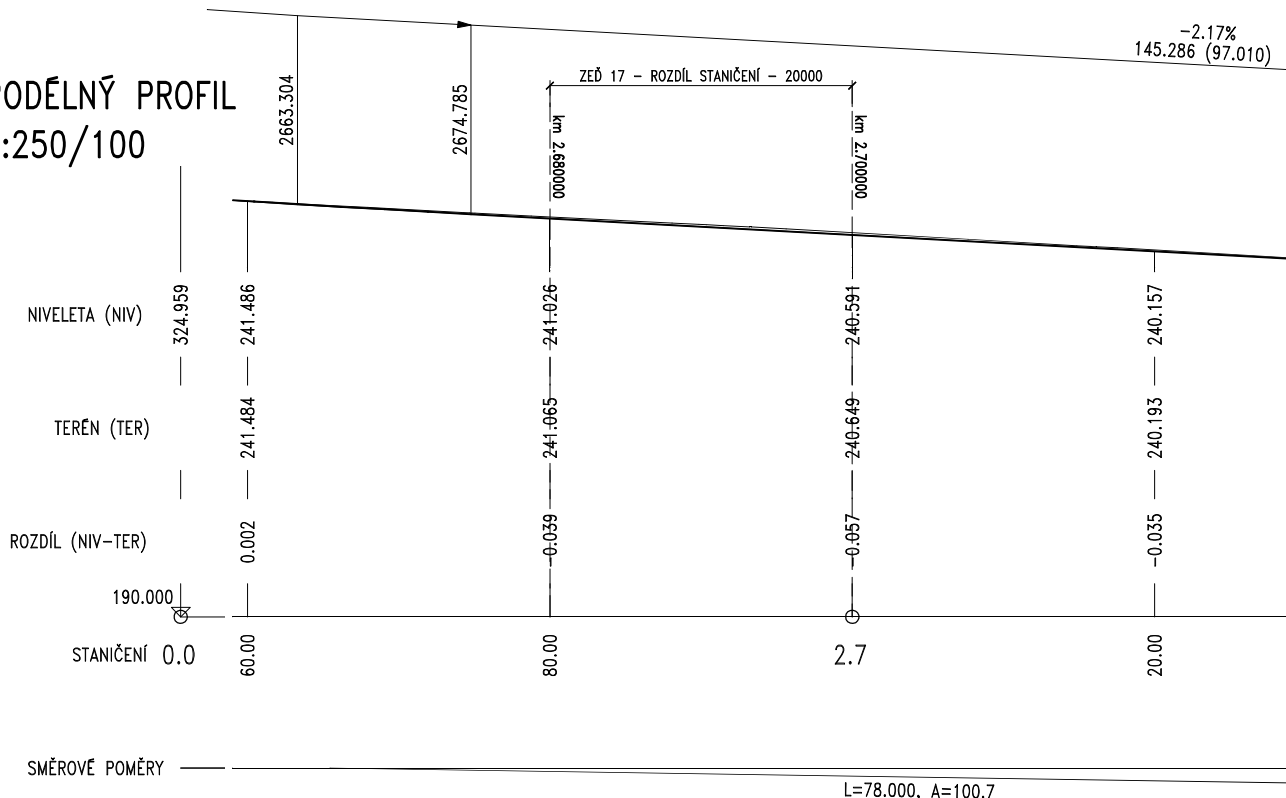 -2.17%
145.286 (97.010)
ZEĎ 17 - ROZDÍL STANIČENÍ - 20000
2663.304
2674.785
PODÉLNÝ PROFIL
:250/100
km 2.680000
km 2.700000
NIVELETA (NIV)
324.959
241.486
241.026
240.591
240.157
TERÉN (TER)
241.484
241.065
240.649
240.193
ROZDÍL (NIV-TER)
0.002
-0.039
-0.057
-0.035
190.000
STANIČENÍ 0.0
60.00
80.00
2.7
20.00
SMĚROVÉ POMĚRY
L=78.000, A=100.7